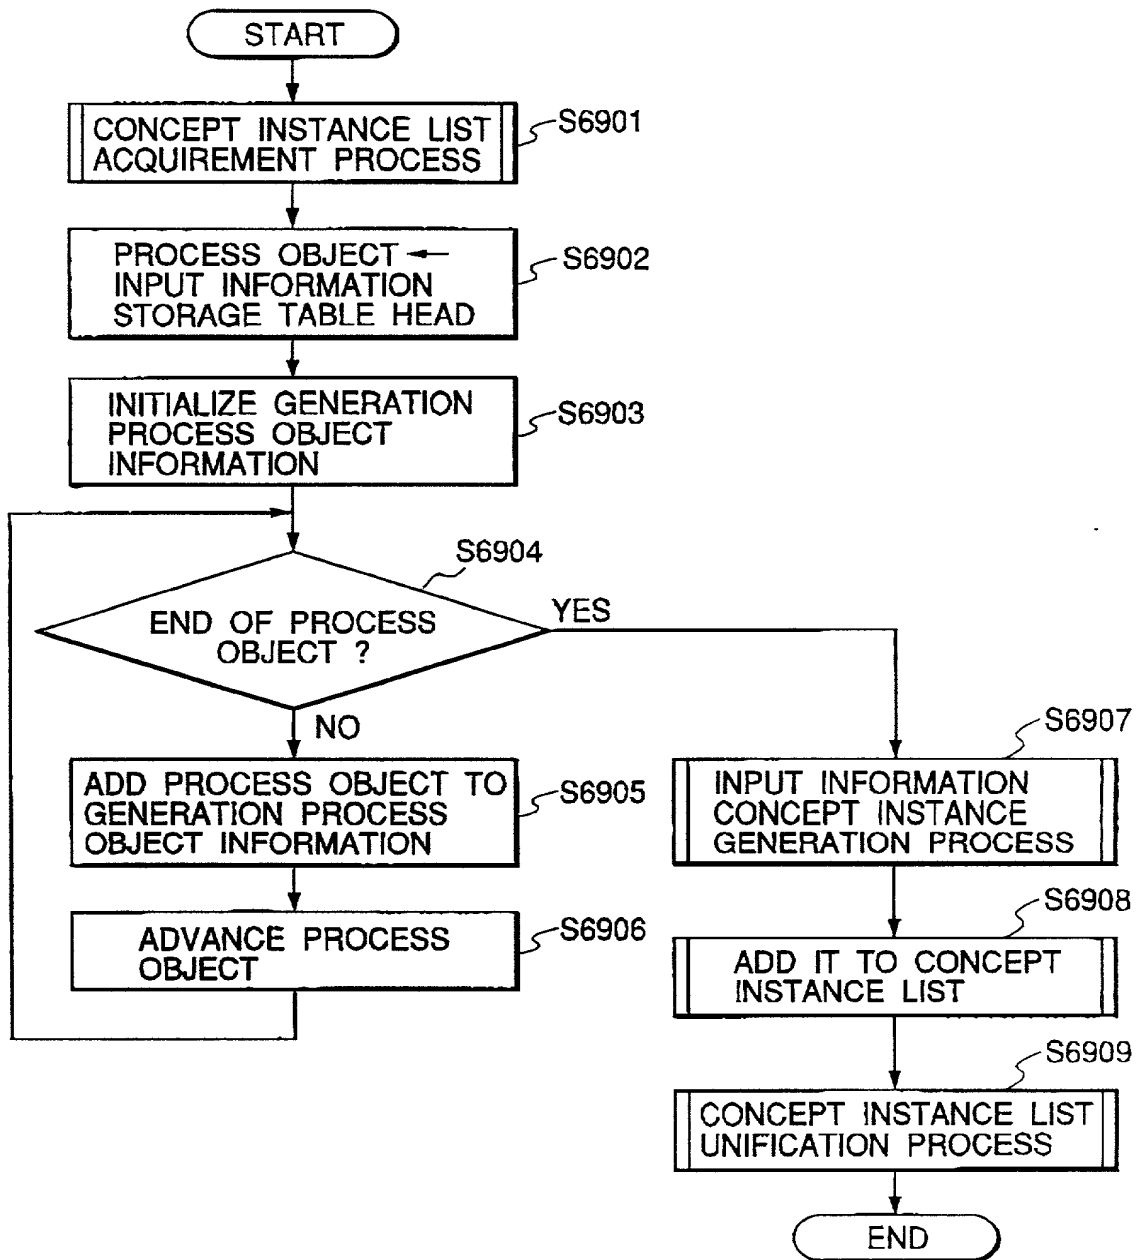 START
CONCEPT INSTANCE LIST
ACQUIREMENT PROCESS
S6901
PROCESS OBJECT ←
INPUT INFORMATION
STORAGE TABLE HEAD
S6902
INITIALIZE GENERATION
PROCESS OBJECT
INFORMATION
S6903
S6904
END OF PROCESS
OBJECT ?
YES
NO
ADD PROCESS OBJECT TO
GENERATION PROCESS
OBJECT INFORMATION
S6905
ADVANCE PROCESS
OBJECT
S6906
S6907
INPUT INFORMATION
CONCEPT INSTANCE
GENERATION PROCESS
S6908
ADD IT TO CONCEPT
INSTANCE LIST
S6909
CONCEPT INSTANCE LIST
UNIFICATION PROCESS
END